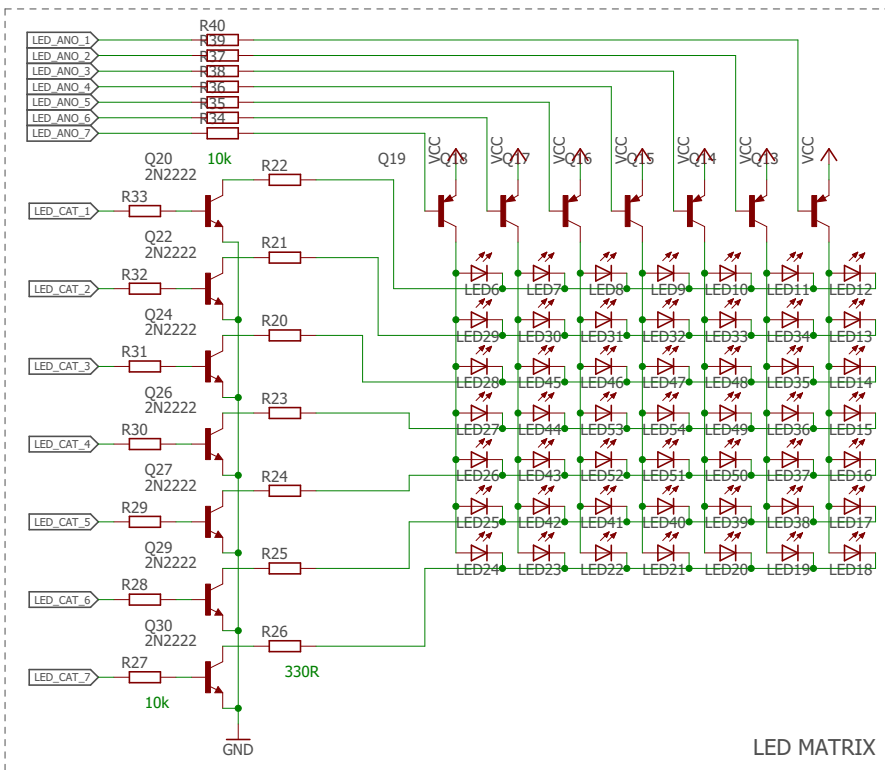 R40
LED_ANO_1
R39
LED_ANO_2
R37
LED_ANO_3
R38
LED_ANO_4
R36
LED_ANO_5
R35
LED_ANO_6
R34
LED_ANO_7
10k
Q19 VCC Q18 VCC Q17 VCC Q16 VCC Q15 VCC Q14 VCC Q13 VCC
Q20
2N2222
R22
R33
LED_CAT_1
Q22
2N2222
R21
R32
LED_CAT_2
LED6 LED7 LED8 LED9 LED10 LED11 LED12
Q24
2N2222
R20
LED29 LED30 LED31 LED32 LED33 LED34 LED13
R31
LED_CAT_3
LED28 LED45 LED46 LED47 LED48 LED35 LED14
Q26
2N2222
R23
LED27 LED44 LED53 LED54 LED49 LED36 LED15
R30
LED_CAT_4
Q27
2N2222
LED26 LED43 LED52 LED51 LED50 LED37 LED16
R24
R29
LED_CAT_5
LED25 LED42 LED41 LED40 LED39 LED38 LED17
Q29
2N2222
R25
LED24 LED23 LED22 LED21 LED20 LED19 LED18
R28
LED_CAT_6
Q30
2N2222
R26
330R
R27
LED_CAT_7
10k
GND
LED MATRIX